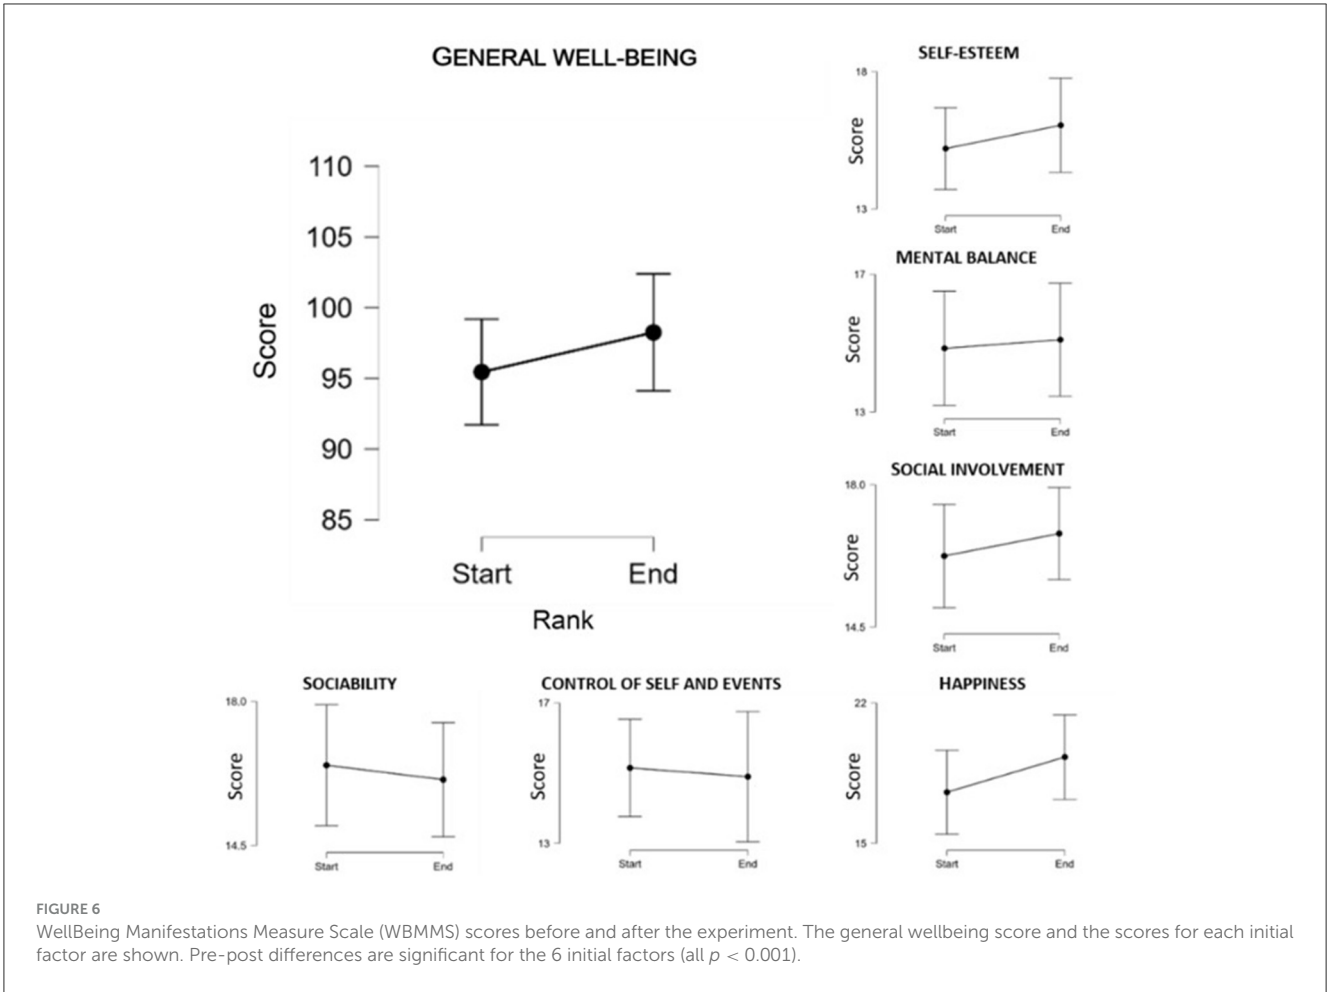 GENERAL WELL-BEING
110
105
100
95
90
85
Score
Start End
Rank
SELF-ESTEEM
18
13
Score
Start End
MENTAL BALANCE
17
13
Score
Start End
SOCIAL INVOLVEMENT
18.0
14.5
Score
Start End
SOCIABILITY
18.0
14.5
Score
Start End
CONTROL OF SELF AND EVENTS
17
13
Score
Start End
HAPPINESS
22
15
Score
Start End
FIGURE 6
WellBeing Manifestations Measure Scale (WBMMS) scores before and after the experiment. The general wellbeing score and the scores for each initial
factor are shown. Pre-post differences are significant for the 6 initial factors (all p < 0.001).